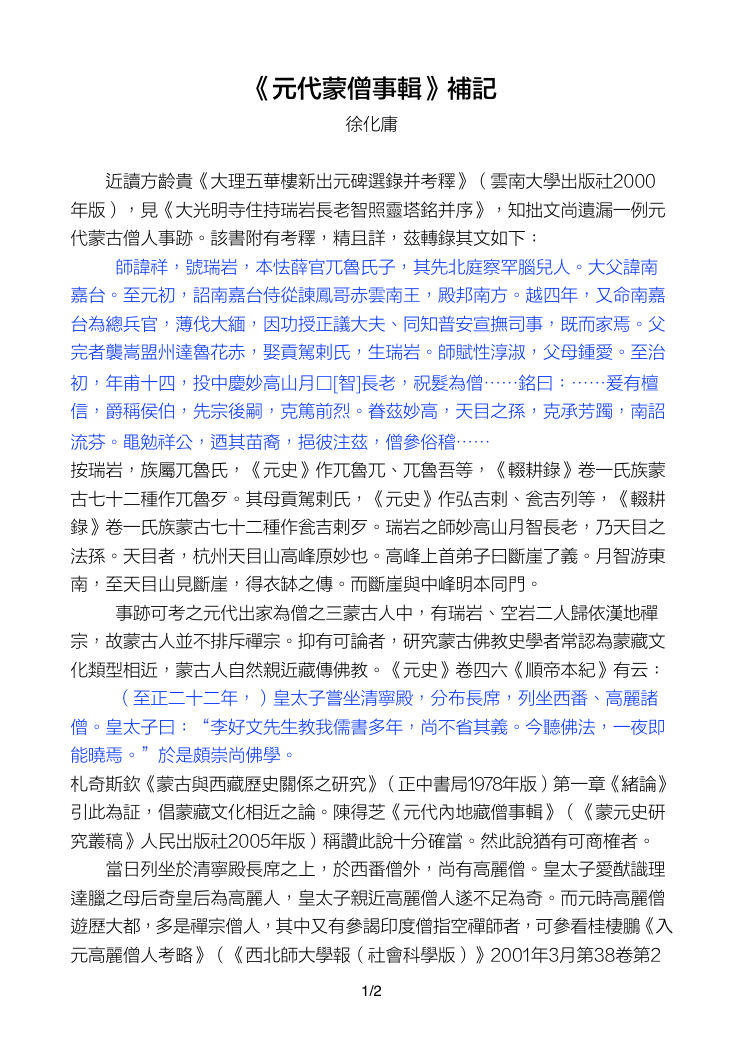 《元代蒙僧事輯》補記
徐化庸
近讀方齡貴《大理五華樓新出元碑選錄并考釋》（雲南大學出版社2000
年版），見《大光明寺住持瑞岩長老智照靈塔銘并序》，知拙文尚遺漏一例元
代蒙古僧人事跡。該書附有考釋，精且詳，茲轉錄其文如下：
師諱祥，號瑞岩，本怯薛官兀魯氏子，其先北庭察罕腦兒人。大父諱南
嘉台。至元初，詔南嘉台侍從諫鳳哥赤雲南王，殿邦南方。越四年，又命南嘉
台為總兵官，薄伐大緬，因功授正議大夫、同知普安宣撫司事，既而家焉。父
完者襲嵩盟州達魯花赤，娶貢駕剌氏，生瑞岩。師賦性淳淑，父母鍾愛。至治
初，年甫十四，投中慶妙高山月□[智]長老，祝髮為僧……銘曰：……爰有檀
信，爵稱侯伯，先宗後嗣，克篤前烈。眷茲妙高，天目之孫，克承芳躅，南詔
流芬。黽勉祥公，迺其苗裔，挹彼注茲，僧參俗稽……
按瑞岩，族屬兀魯氏，《元史》作兀魯兀、兀魯吾等，《輟耕錄》卷一氏族蒙
古七十二種作兀魯歹。其母貢駕剌氏，《元史》作弘吉剌、瓮吉列等，《輟耕
錄》卷一氏族蒙古七十二種作瓮吉剌歹。瑞岩之師妙高山月智長老，乃天目之
法孫。天目者，杭州天目山高峰原妙也。高峰上首弟子曰斷崖了義。月智游東
南，至天目山見斷崖，得衣缽之傳。而斷崖與中峰明本同門。
事跡可考之元代出家為僧之三蒙古人中，有瑞岩、空岩二人歸依漢地禪
宗，故蒙古人並不排斥禪宗。抑有可論者，研究蒙古佛教史學者常認為蒙藏文
化類型相近，蒙古人自然親近藏傳佛教。《元史》卷四六《順帝本紀》有云：
（至正二十二年，）皇太子嘗坐清寧殿，分布長席，列坐西番、高麗諸
僧。皇太子曰：“李好文先生教我儒書多年，尚不省其義。今聽佛法，一夜即
能曉焉。”於是頗崇尚佛學。
札奇斯欽《蒙古與西藏歷史關係之研究》（正中書局1978年版）第一章《緒論》
引此為証，倡蒙藏文化相近之論。陳得芝《元代內地藏僧事輯》（《蒙元史研
究叢稿》人民出版社2005年版）稱讚此說十分確當。然此說猶有可商榷者。
當日列坐於清寧殿長席之上，於西番僧外，尚有高麗僧。皇太子愛猷識理
達臘之母后奇皇后為高麗人，皇太子親近高麗僧人遂不足為奇。而元時高麗僧
遊歷大都，多是禪宗僧人，其中又有參謁印度僧指空禪師者，可參看桂棲鵬《入
元高麗僧人考略》（《西北師大學報（社會科學版）》2001年3月第38卷第2
1/2